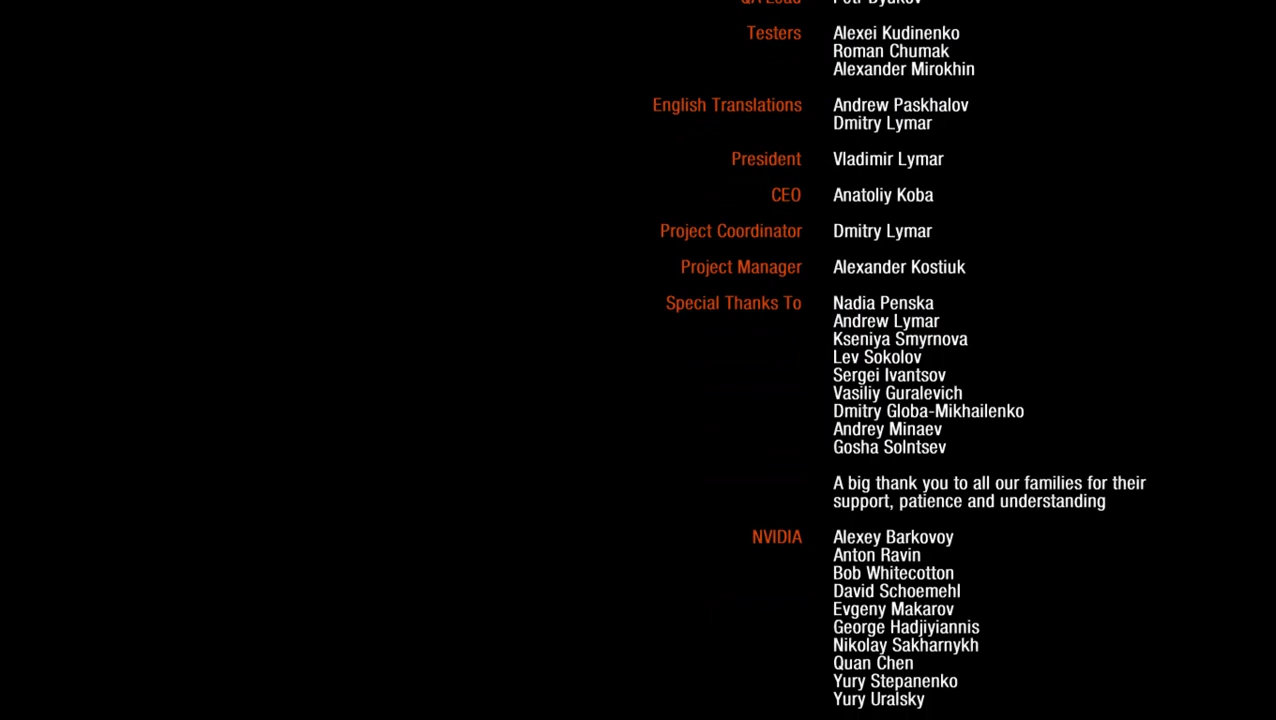 Testers Alexei Kudinenko
Roman Chumak
Alexander Mirokhin
English Translations Andrew Paskhalov
Dmitry Lymar
President Vladimir Lymar
CEO Anatoliy Koba
Project Coordinator Dmitry Lymar
Project Manager Alexander Kostiuk
Special Thanks To Nadia Penska
Andrew Lymar
Kseniya Smyrnova
Lev Sokolov
Sergei Ivantsov
Vasiliy Guralevich
Dmitry Globa-Mikhailenko
Andrey Minaev
Gosha Solntsev
A big thank you to all our families for their
support, patience and understanding
NVIDIA Alexey Barkovoy
Anton Ravin
Bob Whitecotton
David Schoemehl
Evgeny Makarov
George Hadjiyiannis
Nikolay Sakharnykh
Quan Chen
Yury Stepanenko
Yury Uralsky